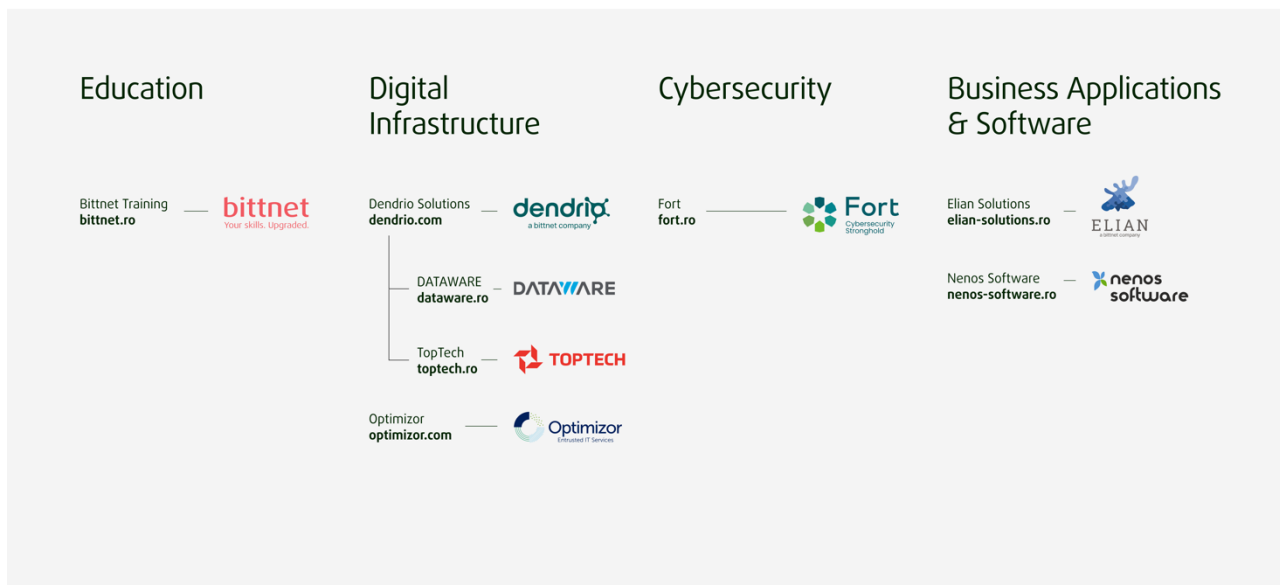 Education
Bittnet Training
bittnet.ro
bittnet
Your skills. Upgraded.
Digital
Infrastructure
Dendrio Solutions
dendrio.com
dendrio
a bittnet company
DATAWARE
dataware.ro
DATAWARE
TopTech
toptech.ro
TOPTECH
Optimizor
optimizor.com
Optimizor
Entrusted IT Services
Cybersecurity
Fort
fort.ro
Fort
Cybersecurity
Stronghold
Business Applications
& Software
Elian Solutions
elian-solutions.ro
ELIAN
a bittnet company
Nenos Software
nenos-software.ro
nenos
software